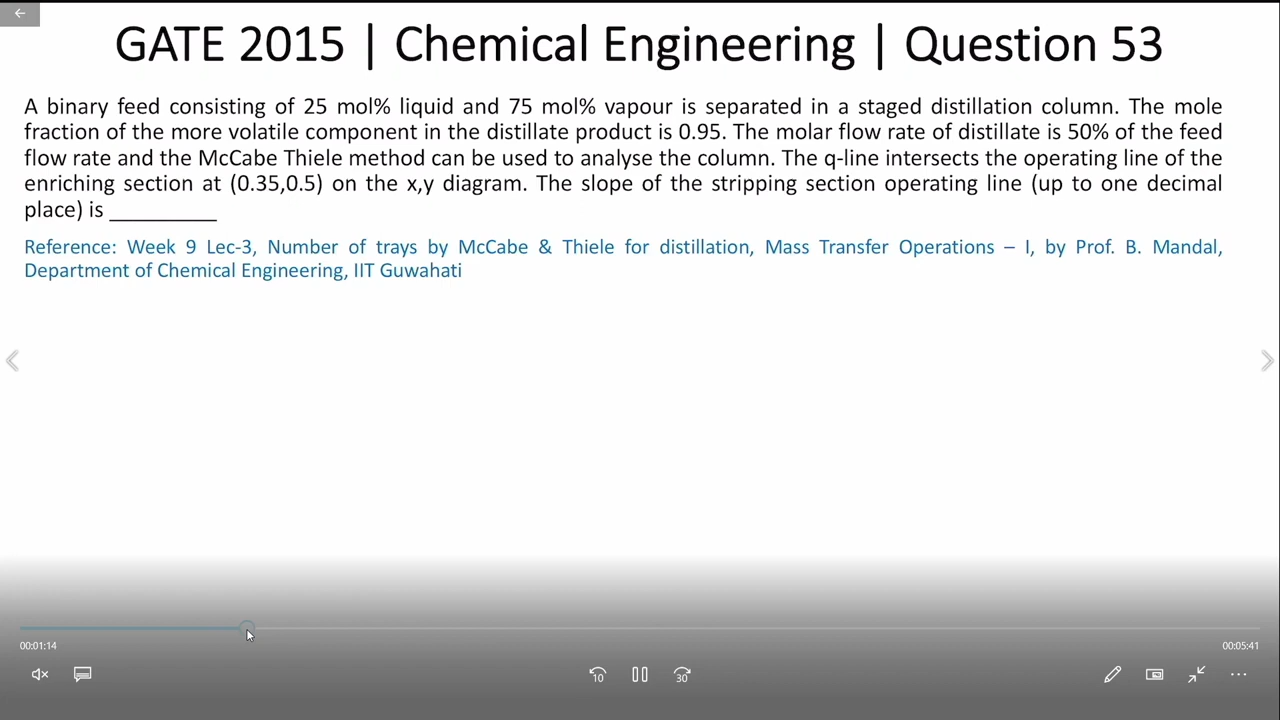 GATE 2015 | Chemical Engineering | Question 53
A binary feed consisting of 25 mol% liquid and 75 mol% vapour is separated in a staged distillation column. The mole
fraction of the more volatile component in the distillate product is 0.95. The molar flow rate of distillate is 50% of the feed
flow rate and the McCabe Thiele method can be used to analyse the column. The q-line intersects the operating line of the
enriching section at (0.35,0.5) on the x,y diagram. The slope of the stripping section operating line (up to one decimal
place) is _________
Reference: Week 9 Lec-3, Number of trays by McCabe & Thiele for distillation, Mass Transfer Operations – I, by Prof. B. Mandal,
Department of Chemical Engineering, IIT Guwahati
00:01:14
00:05:41
10
30